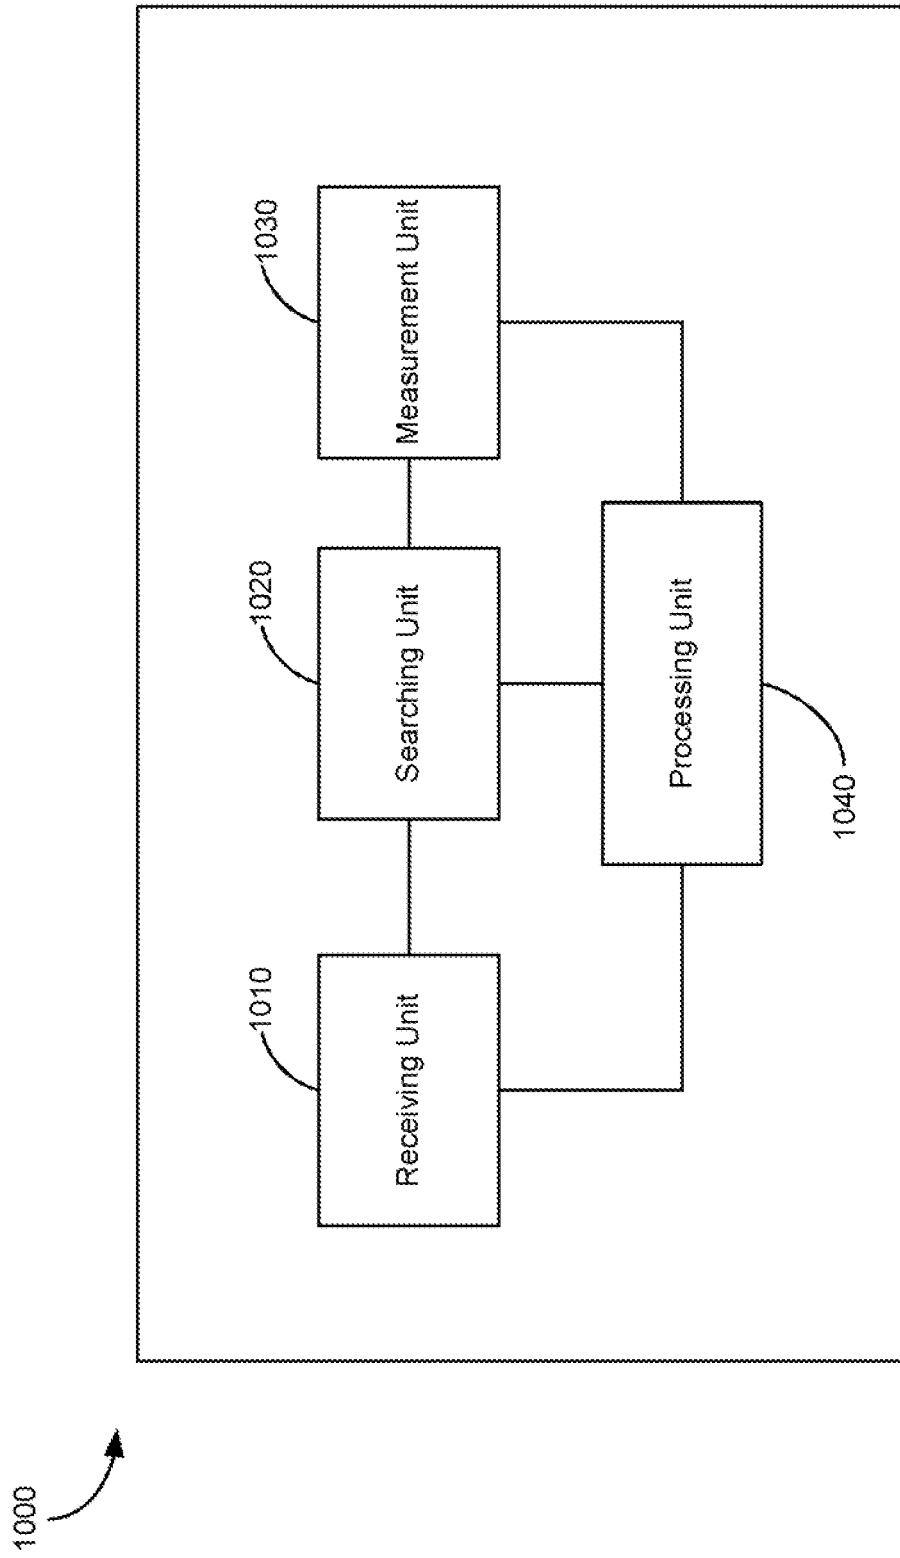 1000
1010
1020
1030
Receiving Unit
Searching Unit
Measurement Unit
Processing Unit
1040